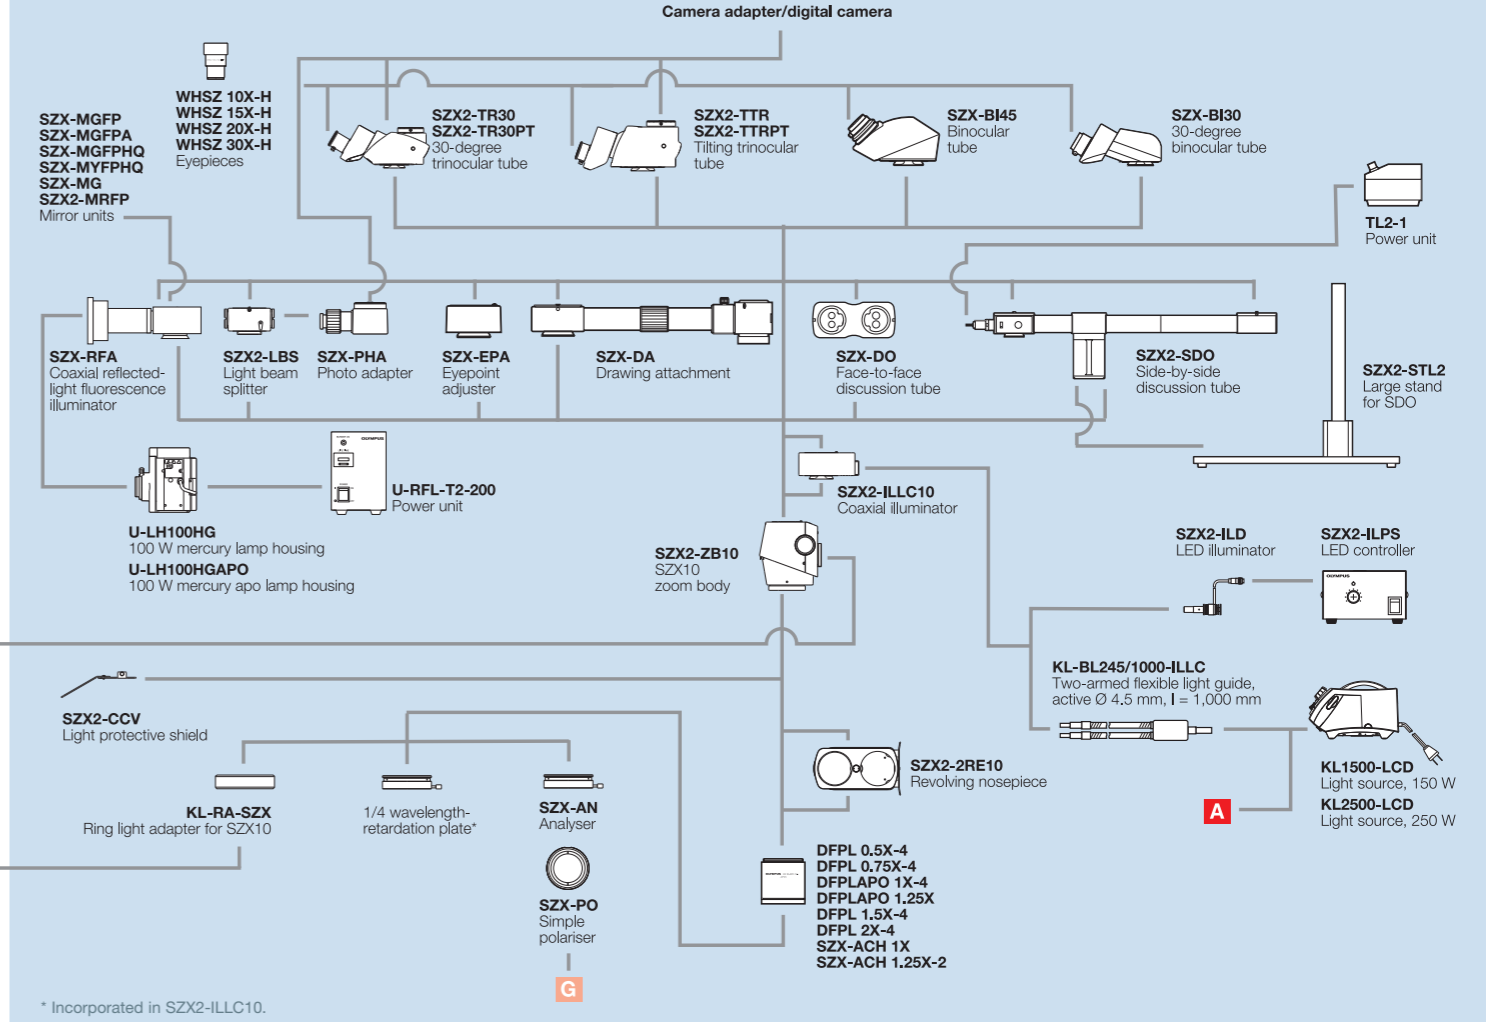 Camera adapter/digital camera
WHSZ 10X-H
WHSZ 15X-H
WHSZ 20X-H
WHSZ 30X-H
Eyepieces
SZX-MGFP
SZX-MGFPA
SZX-MGFPHQ
SZX-MYFPHQ
SZX-MG
SZX2-MRFP
Mirror units
SZX2-TR30
SZX2-TR30PT
30-degree
trinocular tube
SZX2-TTR
SZX2-TTRPT
Tilting trinocular
tube
SZX-BI45
Binocular
tube
SZX-BI30
30-degree
binocular tube
TL2-1
Power unit
SZX-RFA
Coaxial reflected-
light fluorescence
illuminator
SZX2-LBS
Light beam
splitter
SZX-PHA
Photo adapter
SZX-EPA
Eyepoint
adjuster
SZX-DA
Drawing attachment
SZX-DO
Face-to-face
discussion tube
SZX2-SDO
Side-by-side
discussion tube
SZX2-STL2
Large stand
for SDO
OLYMPUS
U-RFL-T2-200
Power unit
U-LH100HG
100 W mercury lamp housing
U-LH100HGAPO
100 W mercury apo lamp housing
SZX2-ILLC10
Coaxial illuminator
SZX2-ZB10
SZX10
zoom body
SZX2-ILD
LED illuminator
SZX2-ILPS
LED controller
OLYMPUS
KL-BL245/1000-ILLC
Two-armed flexible light guide,
active Ø 4.5 mm, l = 1,000 mm
SZX2-CCV
Light protective shield
SZX2-2RE10
Revolving nosepiece
KL1500-LCD
Light source, 150 W
KL2500-LCD
Light source, 250 W
A
KL-RA-SZX
Ring light adapter for SZX10
1/4 wavelength-
retardation plate*
SZX-AN
Analyser
SZX-PO
Simple
polariser
G
OLYMPUS
DFPL 0.5X-4
DFPL 0.75X-4
DFPLAPO 1X-4
DFPLAPO 1.25X
DFPL 1.5X-4
DFPL 2X-4
SZX-ACH 1X
SZX-ACH 1.25X-2
* Incorporated in SZX2-ILLC10.